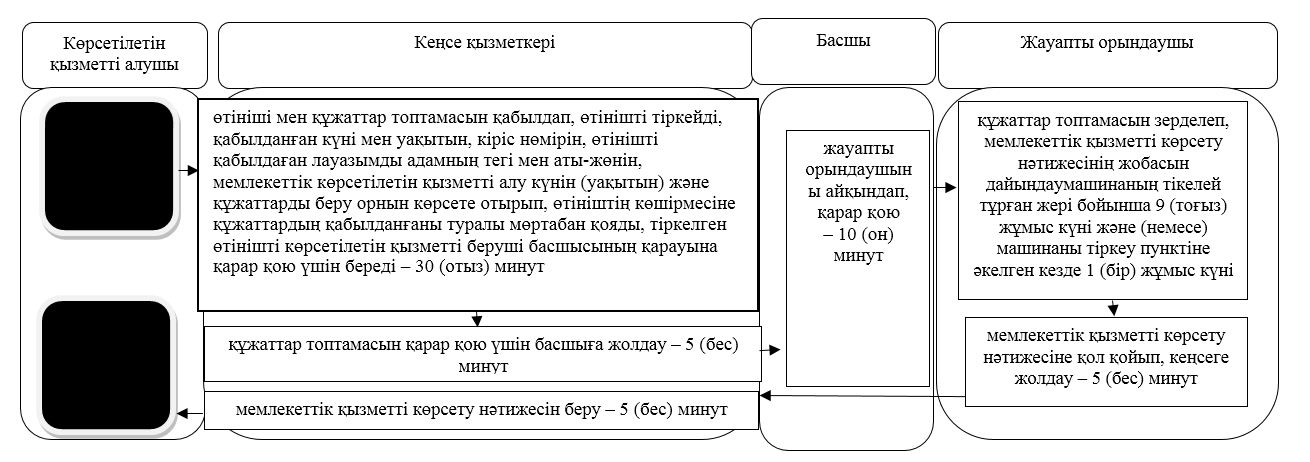 Көрсетілетін
қызметті алушы
Кеңсе қызметкері
Басшы
Жауапты орындаушы
өтініші мен құжаттар топтамасын қабылдап, өтінішті тіркейді,
қабылданған күні мен уақытын, кіріс нөмірін, өтінішті
қабылдаған лауазымды адамның тегі мен аты-жөнін,
мемлекеттік көрсетілетін қызметті алу күнін (уақытын) және
құжаттарды беру орнын көрсете отырып, өтініштің көшірмесіне
құжаттардың қабылданғаны туралы мөртабан қояды, тіркелген
өтінішті көрсетілетін қызметті беруші басшысының қарауына
қарар қою үшін береді – 30 (отыз) минут
құжаттар топтамасын қарар қою үшін басшыға жолдау – 5 (бес)
минут
мемлекеттік қызметті көрсету нәтижесін беру – 5 (бес) минут
жауапты
орындаушын
ы айқындап,
қарар қою
– 10 (он)
минут
құжаттар топтамасын зерделеп,
мемлекеттік қызметті көрсету
нәтижесінің жобасын
дайындаумашинаның тікелей
тұрған жері бойынша 9 (тоғыз)
жұмыс күні және (немесе)
машинаны тіркеу пунктіне
әкелген кезде 1 (бір) жұмыс күні
мемлекеттік қызметті көрсету
нәтижесіне қол қойып, кеңсеге
жолдау – 5 (бес) минут